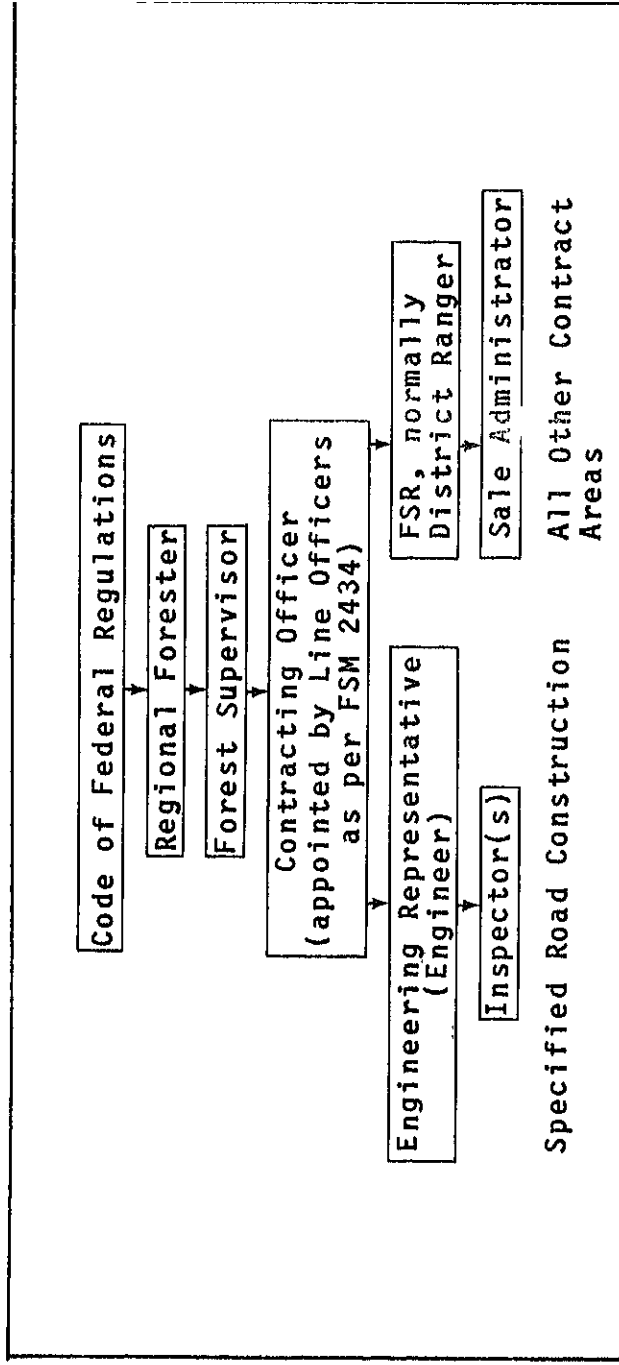 Code of Federal Regulations
Regional Forester
Forest Supervisor
Contracting Officer
(appointed by Line Officers
as per FSM 2434)
Engineering Representative
(Engineer)
Inspector(s)
Specified Road Construction
FSR, normally
District Ranger
Sale Administrator
All Other Contract
Areas